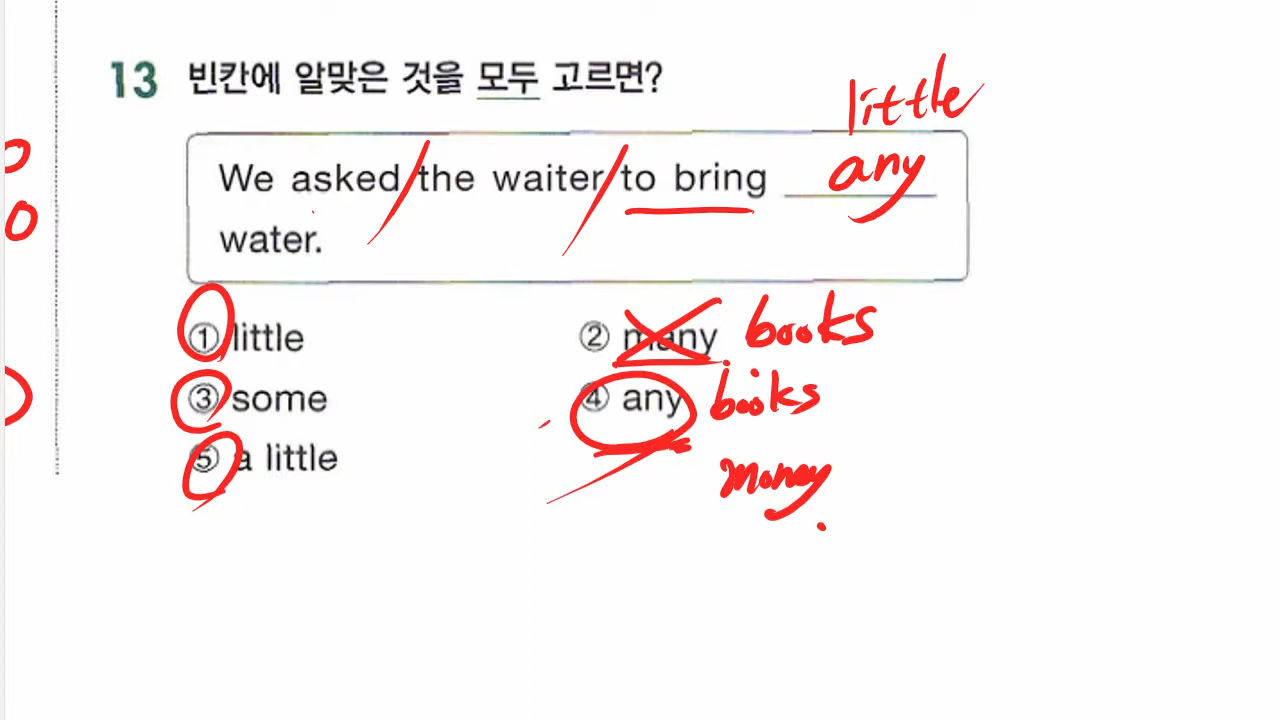 13 빈칸에 알맞은 것을 모두 고르면?
little
We asked the waiter to bring any
water.
① little ② many books
③ some ④ any books
⑤ a little
money